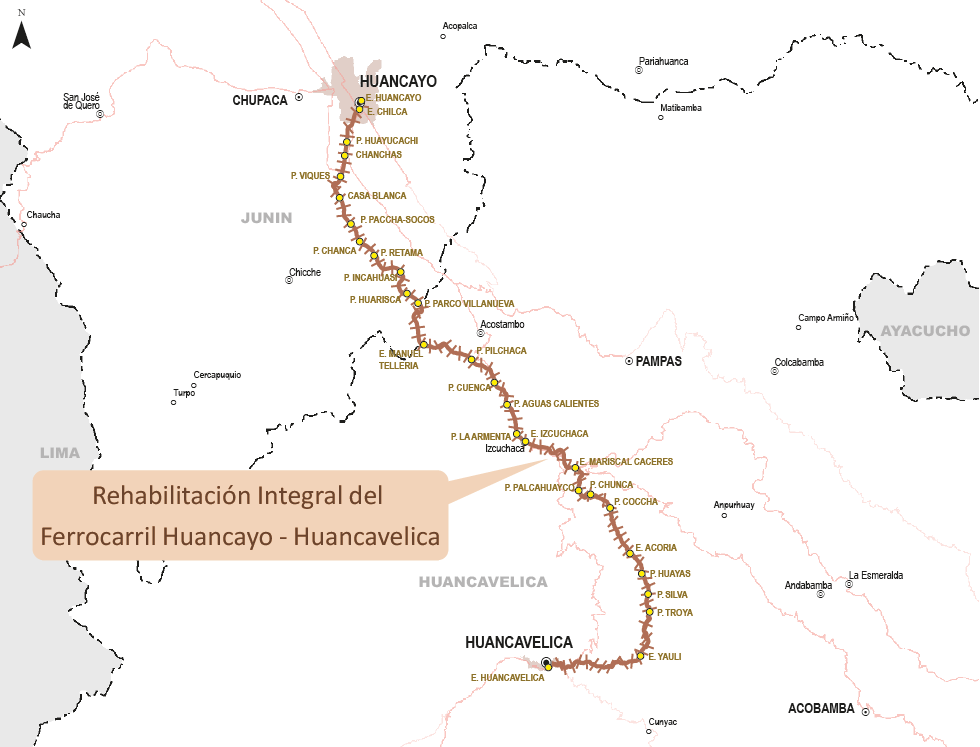 N
Acopalca
Pariahuanca
HUANCAYO
San José
de Quero
CHUPACA
E. HUANCAYO
E. CHILCA
Matibamba
P. HUAYUCACHI
CHANCHAS
P. VIQUES
CASA BLANCA
Chaucha
JUNIN
P. PACCHA-SOCOS
P. CHANCA
P. RETAMA
Chicche
P. INCAHUASI
P. HUARISCA
P. PARCO VILLANUEVA
Acostambo
Campo Armiño
AYACUCHO
E. MANUEL
TELLERIA
P. PILCHACA
PAMPAS
Colcabamba
Cercapuquio
P. CUENCA
Turpo
P. AGUAS CALIENTES
P. LA ARMENTA
E. IZCUCHACA
Izcuchaca
LIMA
E. MARISCAL CACERES
Rehabilitación Integral del
Ferrocarril Huancayo - Huancavelica
P. PALCAHUAYCO
P. CHUNCA
P. COCCHA
Anpurhuay
E. ACORIA
P. HUAYAS
HUANCAVELICA
La Esmeralda
Andabamba
P. SILVA
P. TROYA
HUANCAVELICA
E. YAULI
E. HUANCAVELICA
ACOBAMBA
Cunyac